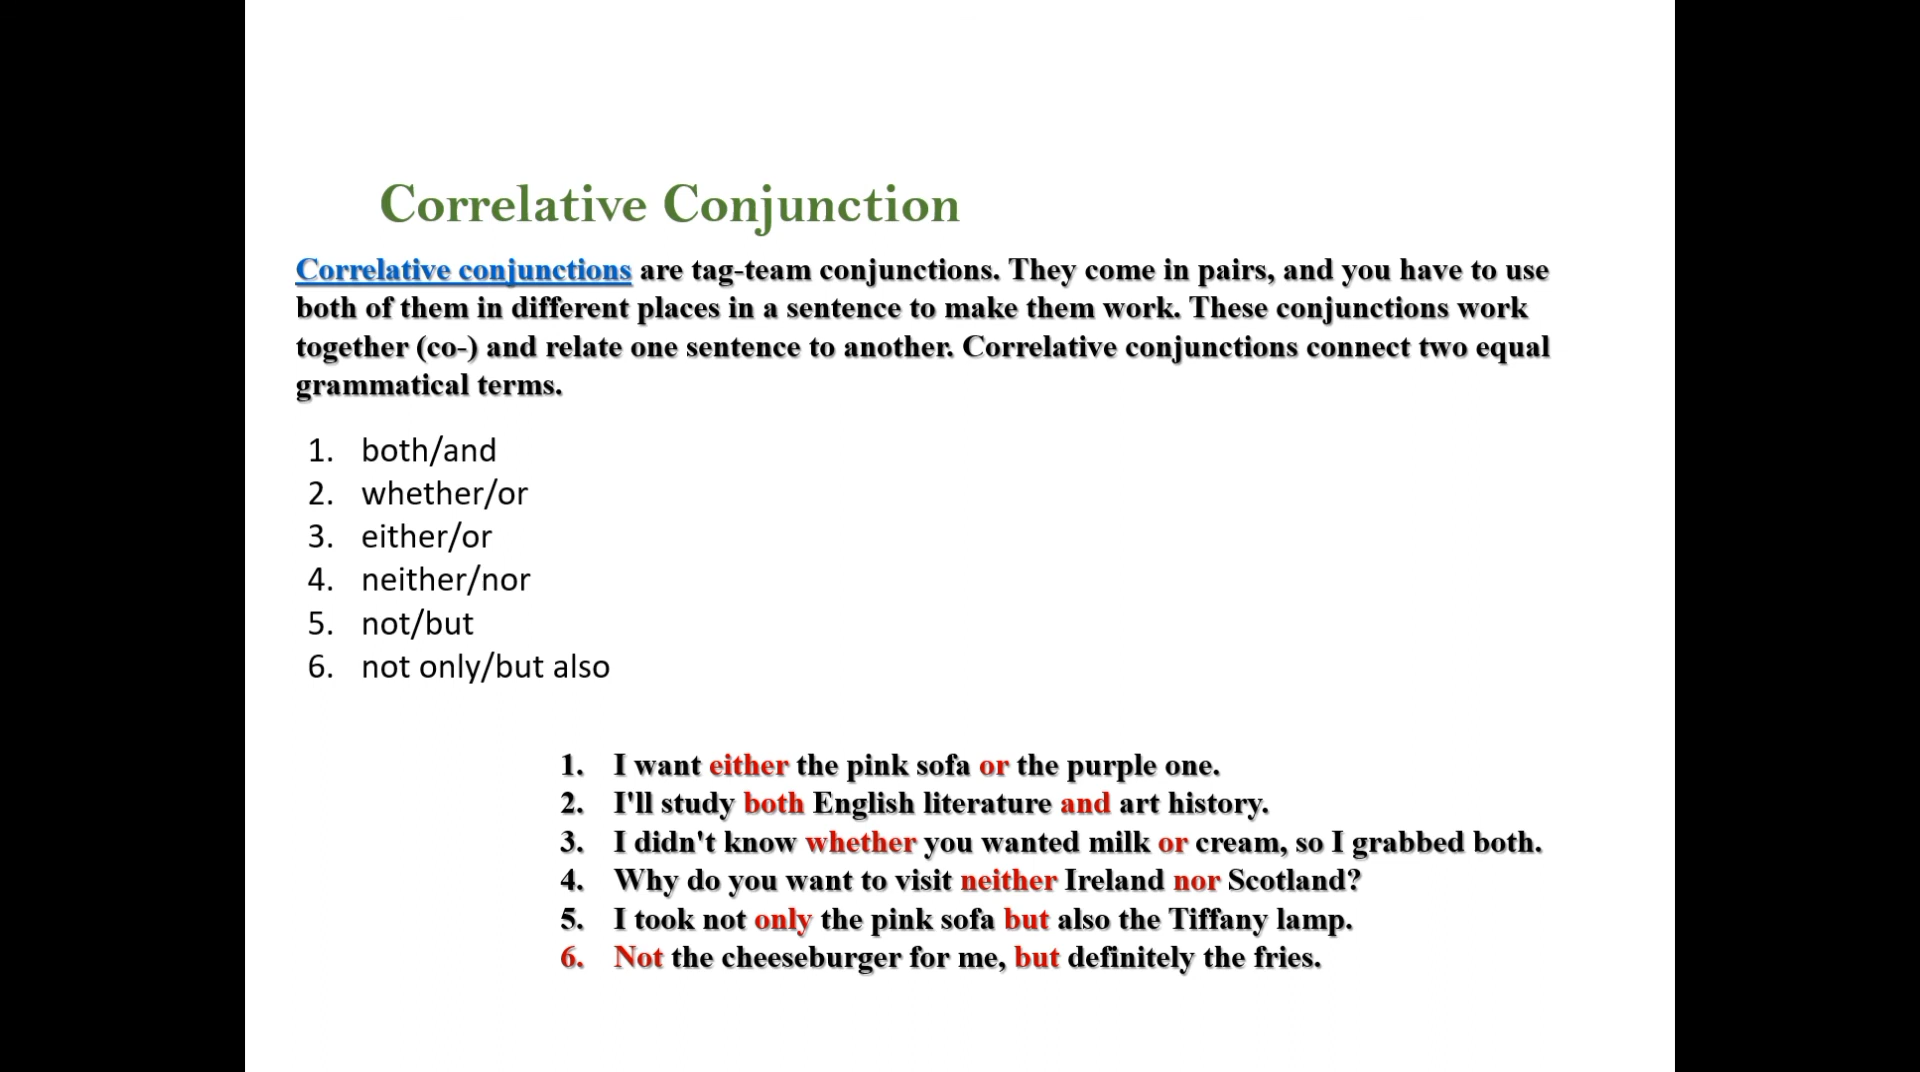 Correlative Conjunction
Correlative conjunctions are tag-team conjunctions. They come in pairs, and you have to use
both of them in different places in a sentence to make them work. These conjunctions work
together (co-) and relate one sentence to another. Correlative conjunctions connect two equal
grammatical terms.
1. both/and
2. whether/or
3. either/or
4. neither/nor
5. not/but
6. not only/but also
1. I want either the pink sofa or the purple one.
2. I'll study both English literature and art history.
3. I didn't know whether you wanted milk or cream, so I grabbed both.
4. Why do you want to visit neither Ireland nor Scotland?
5. I took not only the pink sofa but also the Tiffany lamp.
6. Not the cheeseburger for me, but definitely the fries.